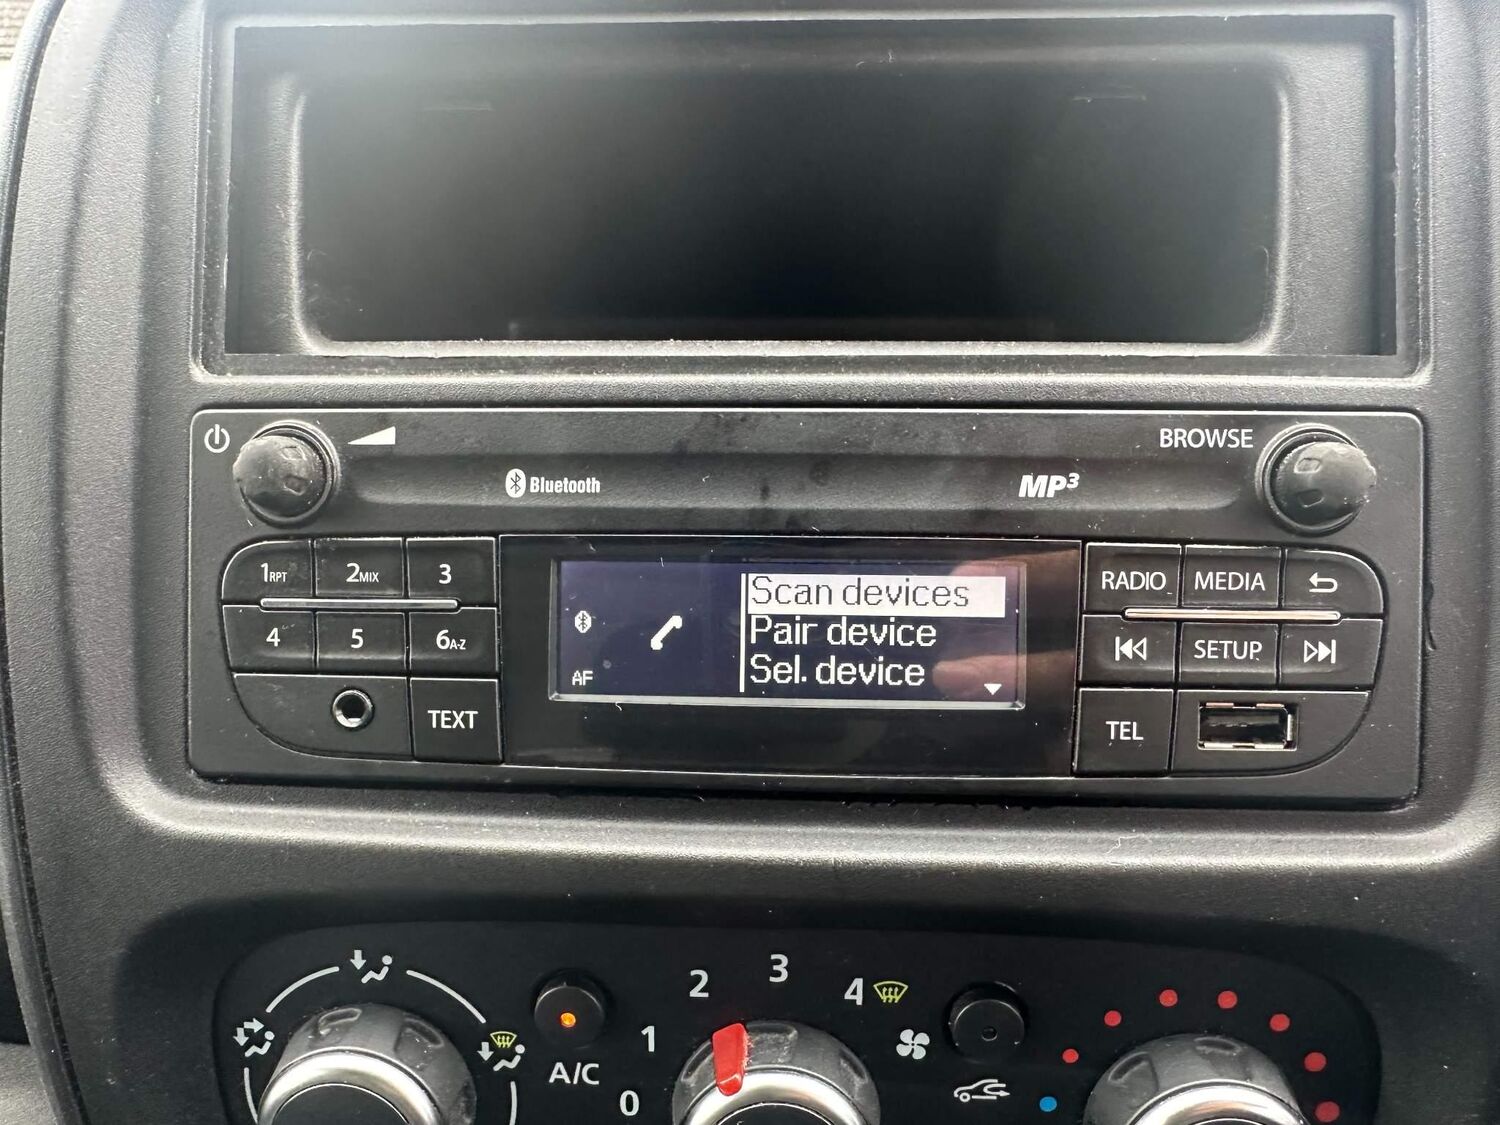 BROWSE
Bluetooth
MP3
1RPT 2MIX 3
4 5 6A-Z
TEXT
Scan devices
Pair device
Sel. device
AF
RADIO MEDIA
SETUP
TEL
0 1 2 3 4
A/C